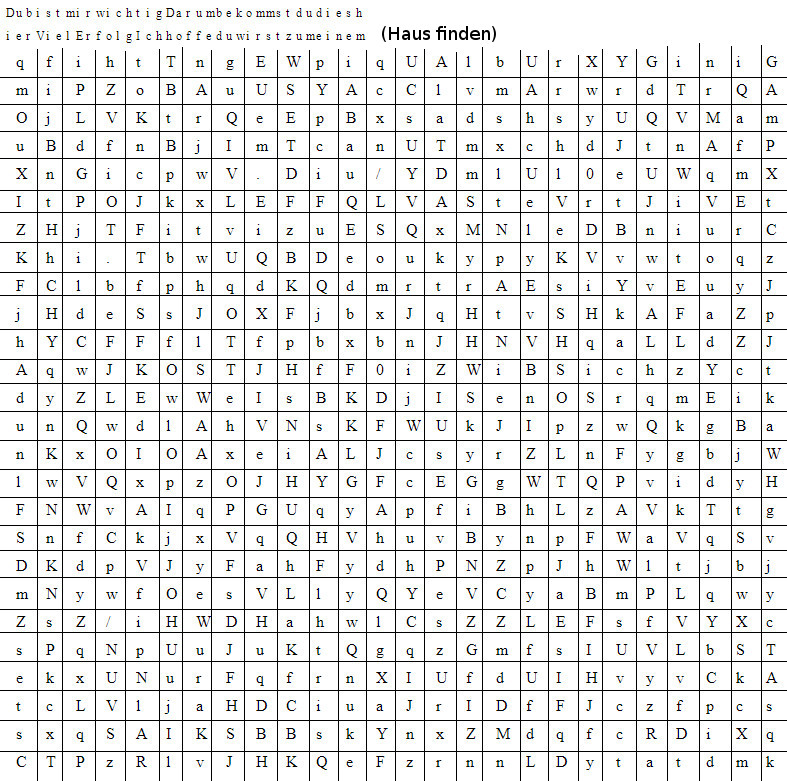 DubistmirwichtigDarumbekommstdudiesh
ierVielErfolgIchhoffeduwirstzumeinem (Haus finden)
q f i h t T n g E W p i q U A l b U r X Y G i n i G
m i P Z o B A u U S Y A c C l v m A r w r d T r Q A
O j L V K t r Q e E p B x s a d s h s y U Q V M a m
u B d f n B j I m T c a n U T m x c h d J t n A f P
X n G i c p w V . D i u / Y D m l U l 0 e U W q m X
I t P O J k x L E F F Q L V A S t e V r t J i V E t
Z H j T F i t v i z u E S Q x M N l e D B n i u r C
K h i . T b w U Q B D e o u k y p y K V v w t o q z
F C l b f p h q d K Q d m r t r A E s i Y v E u y J
j H d e S s J O X F j b x J q H t v S H k A F a Z p
h Y C F F f l T f p b x b n J H N V H q a L L d Z J
A q w J K O S T J H f F 0 i Z W i B S i c h z Y c t
d y Z L E w W e I s B K D j I S e n O S r q m E i k
u n Q w d l A h V N s K F W U k J I p z w Q k g B a
n K x O I O A x e i A L J c s y r Z L n F y g b j W
l w V Q x p z O J H Y G F c E G g W T Q P v i d y H
F N W v A I q P G U q y A p f i B h L z A V k T t g
S n f C k j x V q Q H V h u v B y n p F W a V q S v
D K d p V J y F a h F y d h P N Z p J h W l t j b j
m N y w f O e s V L l y Q Y e V C y a B m P L q w y
Z s Z / i H W D H a h w l C s Z Z L E F s f V Y X c
s P q N p U u J u K t Q g q z G m f s I U V L b S T
e k x U N u r F q f r n X I U f d U I H v y v C k A
t c L V l j a H D C i u a J r I D f F J c z f p c s
s x q S A I K S B B s k Y n x Z M d q f c R D i X q
C T P z R l v J H K Q e F z r n n L D y t a t d m k